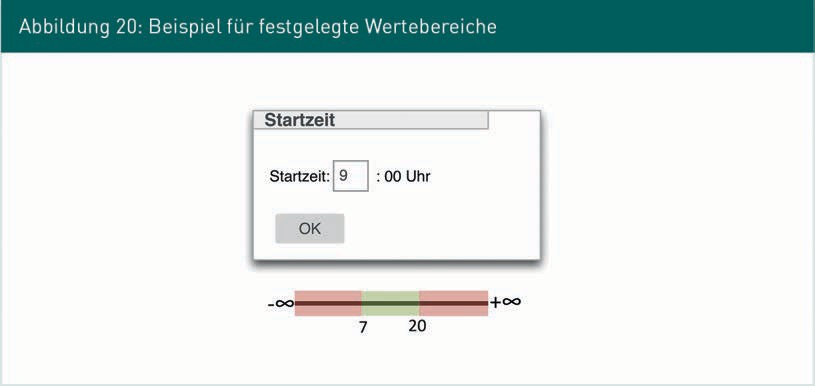 Abbildung 20: Beispiel für festgelegte Wertebereiche
Startzeit
Startzeit: 9 : 00 Uhr
OK
-∞ +∞
7 20